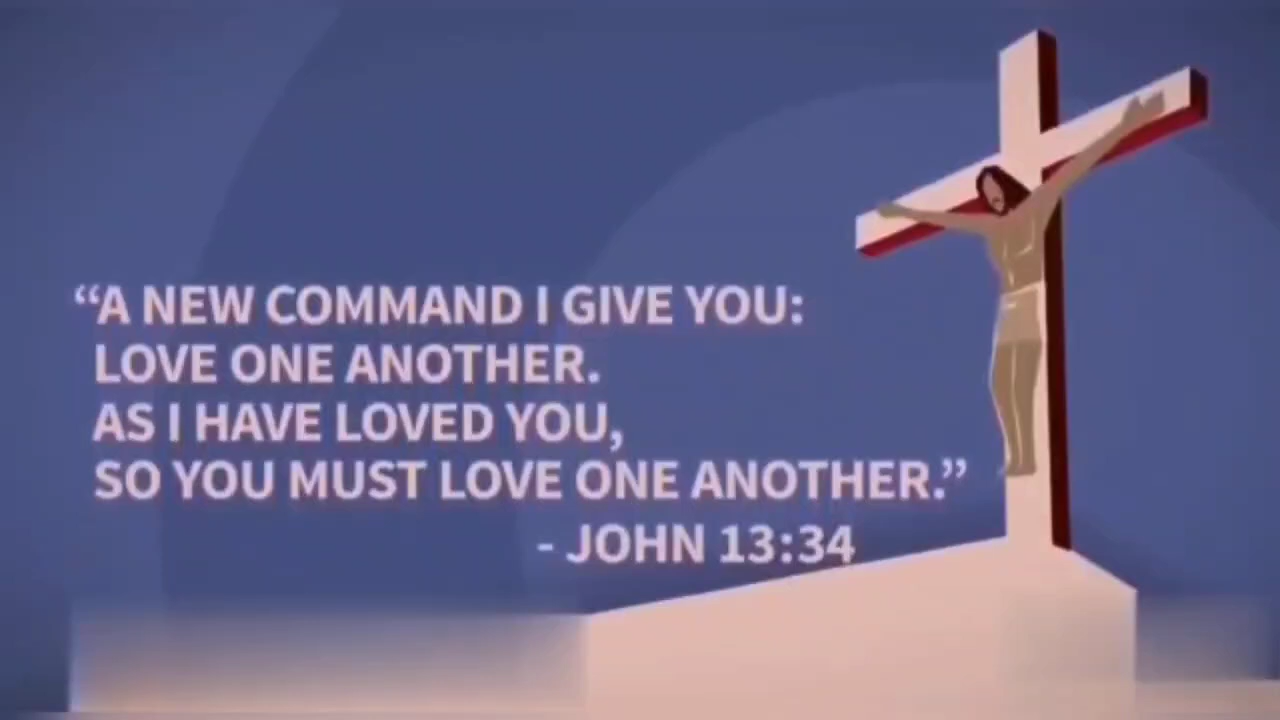 “A NEW COMMAND I GIVE YOU:
LOVE ONE ANOTHER.
AS I HAVE LOVED YOU,
SO YOU MUST LOVE ONE ANOTHER.”
- JOHN 13:34